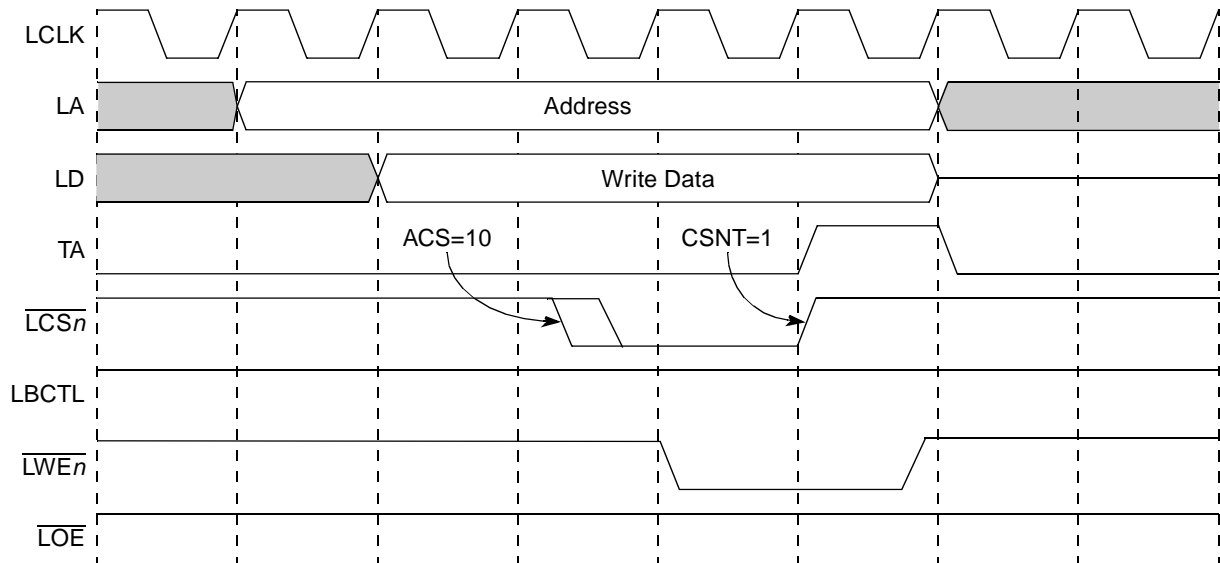 LCLK
LA
Address
LD
Write Data
TA
ACS=10
CSNT=1
LCSn
LBCTL
LWEn
LOE